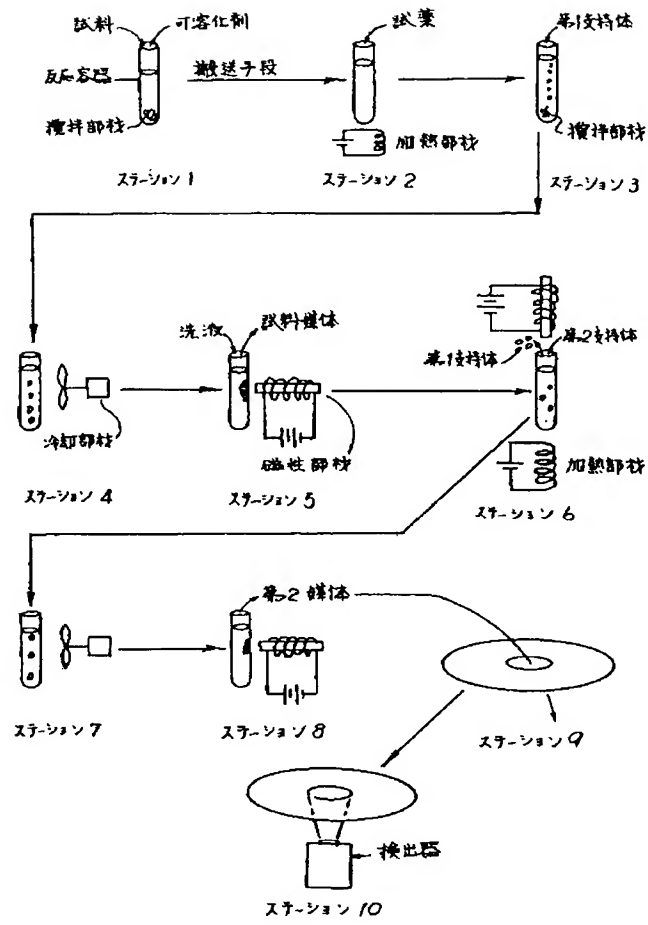 試料
可溶化剤
反応容器
攪拌部材
搬送手段
ステーション 1
試薬
加熱部材
ステーション 2
第1支持体
攪拌部材
ステーション 3
冷却部材
ステーション 4
洗液
試料媒体
磁性部材
ステーション 5
第1支持体
第2支持体
加熱部材
ステーション 6
ステーション 7
第2 媒体
ステーション 8
ステーション 9
検出器
ステーション 10